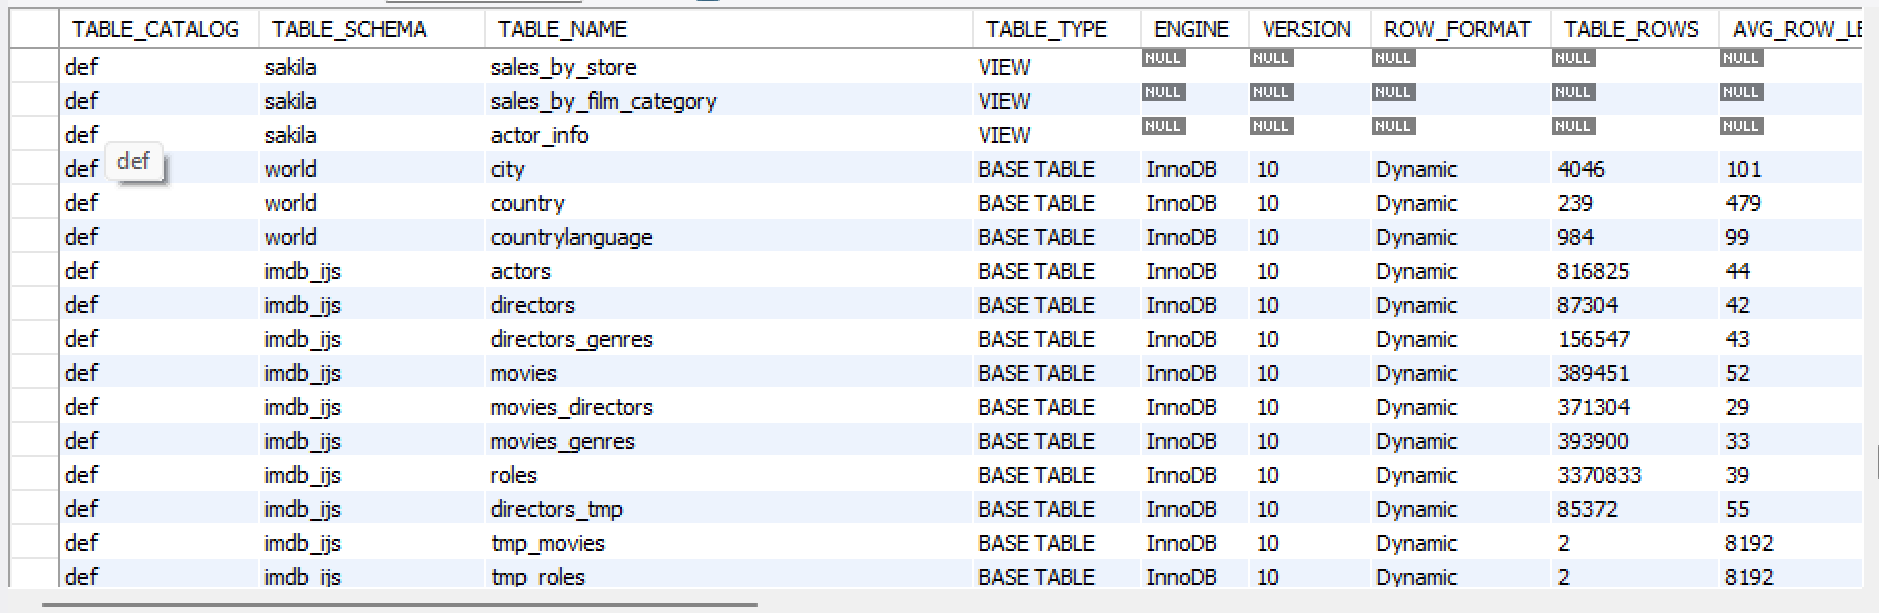 TABLE_CATALOG TABLE_SCHEMA TABLE_NAME TABLE_TYPE ENGINE VERSION ROW_FORMAT TABLE_ROWS AVG_ROW_LE
def sakila sales_by_store VIEW NULL NULL NULL NULL NULL
def sakila sales_by_film_category VIEW NULL NULL NULL NULL NULL
def sakila actor_info VIEW NULL NULL NULL NULL NULL
def
def world city BASE TABLE InnoDB 10 Dynamic 4046 101
def world country BASE TABLE InnoDB 10 Dynamic 239 479
def world countrylanguage BASE TABLE InnoDB 10 Dynamic 984 99
def imdb_ijs actors BASE TABLE InnoDB 10 Dynamic 816825 44
def imdb_ijs directors BASE TABLE InnoDB 10 Dynamic 87304 42
def imdb_ijs directors_genres BASE TABLE InnoDB 10 Dynamic 156547 43
def imdb_ijs movies BASE TABLE InnoDB 10 Dynamic 389451 52
def imdb_ijs movies_directors BASE TABLE InnoDB 10 Dynamic 371304 29
def imdb_ijs movies_genres BASE TABLE InnoDB 10 Dynamic 393900 33
def imdb_ijs roles BASE TABLE InnoDB 10 Dynamic 3370833 39
def imdb_ijs directors_tmp BASE TABLE InnoDB 10 Dynamic 85372 55
def imdb_ijs tmp_movies BASE TABLE InnoDB 10 Dynamic 2 8192
def imdb_ijs tmp_roles BASE TABLE InnoDB 10 Dynamic 2 8192